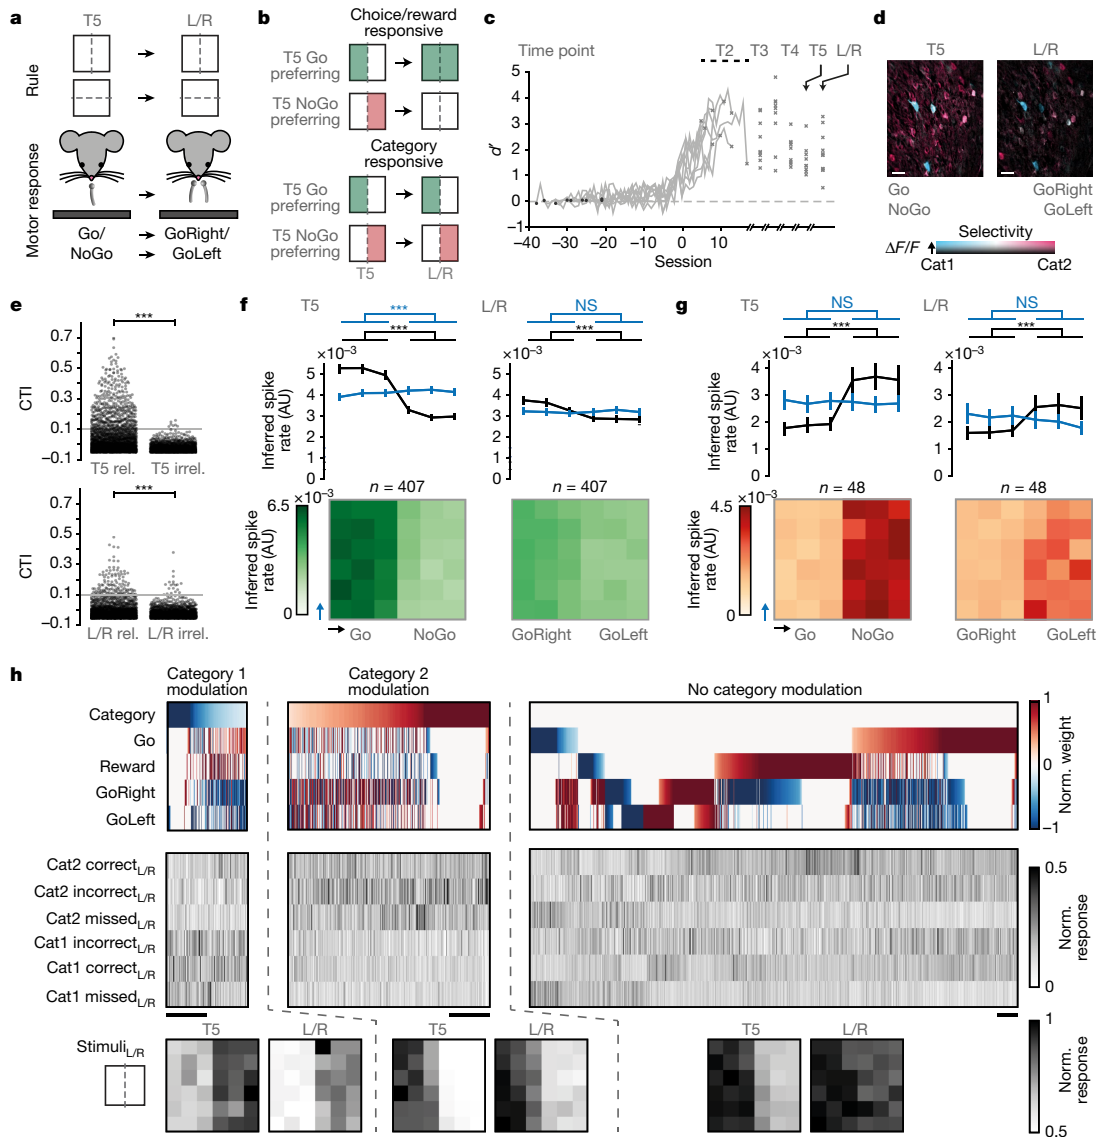 a
T5
L/R
Rule
Motor response
Go/
NoGo
GoRight/
GoLeft
b
Choice/reward
responsive
T5 Go
preferring
T5 NoGo
preferring
Category
responsive
T5 Go
preferring
T5 NoGo
preferring
T5
L/R
c
Time point
T2
T3
T4
T5
L/R
d′
5
4
3
2
1
0
−1
−40
−30
−20
−10
0
10
Session
d
T5
L/R
Go
NoGo
GoRight
GoLeft
Selectivity
ΔF/F
Cat1
Cat2
e
***
CTI
0.7
0.5
0.3
0.1
−0.1
T5 rel.
T5 irrel.
***
CTI
0.7
0.5
0.3
0.1
−0.1
L/R rel.
L/R irrel.
f
T5
***
***
L/R
NS
***
×10−3
Inferred spike
rate (AU)
5
4
3
2
1
0
×10−3
Inferred spike
rate (AU)
5
4
3
2
1
0
×10−3
6.5
0
Inferred spike
rate (AU)
n = 407
Go
NoGo
n = 407
GoRight
GoLeft
g
T5
NS
***
L/R
NS
***
×10−3
Inferred spike
rate (AU)
4
3
2
1
0
×10−3
Inferred spike
rate (AU)
4
3
2
1
0
×10−3
4.5
0
Inferred spike
rate (AU)
n = 48
Go
NoGo
n = 48
GoRight
GoLeft
h
Category 1
modulation
Category 2
modulation
No category modulation
Category
Go
Reward
GoRight
GoLeft
1
0
−1
Norm. weight
Cat2 correctL/R
Cat2 incorrectL/R
Cat2 missedL/R
Cat1 incorrectL/R
Cat1 correctL/R
Cat1 missedL/R
0.5
0
Norm.
response
StimuliL/R
T5
L/R
T5
L/R
T5
L/R
1
0.5
Norm.
response